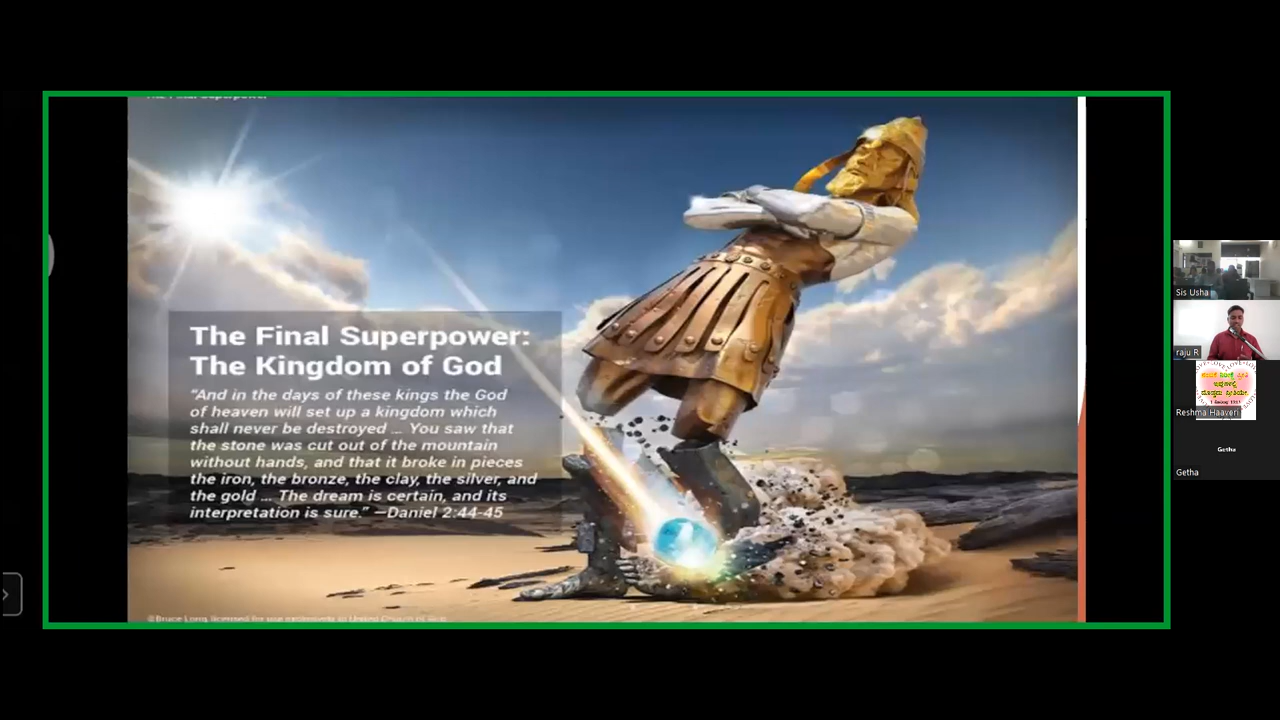 The Final Superpower
The Final Superpower:
The Kingdom of God
“And in the days of these kings the God
of heaven will set up a kingdom which
shall never be destroyed ... You saw that
the stone was cut out of the mountain
without hands, and that it broke in pieces
the iron, the bronze, the clay, the silver, and
the gold ... The dream is certain, and its
interpretation is sure.” —Daniel 2:44-45
Sis Usha
raju R
Reshma Haaveri
Getha
Getha